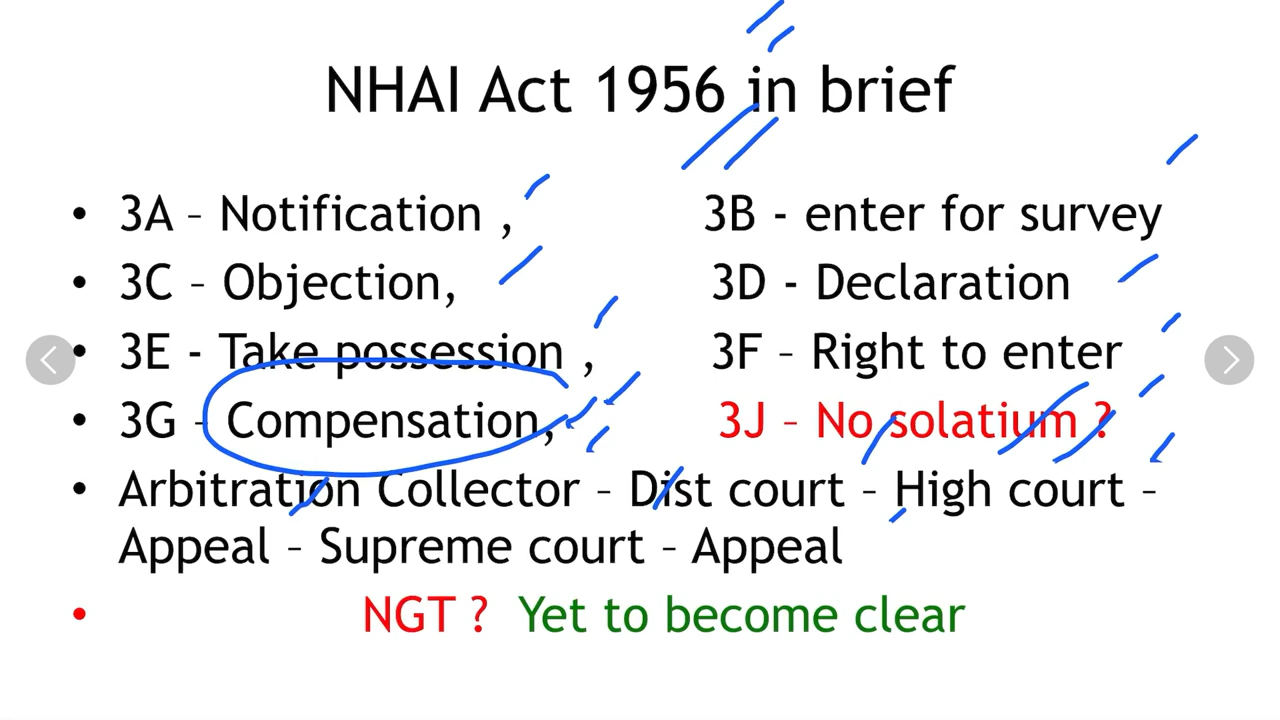 NHAI Act 1956 in brief
• 3A – Notification , 3B - enter for survey
• 3C – Objection, 3D - Declaration
• 3E - Take possession , 3F – Right to enter
• 3G – Compensation, 3J – No solatium ?
• Arbitration Collector – Dist court – High court –
Appeal – Supreme court – Appeal
• NGT ? Yet to become clear